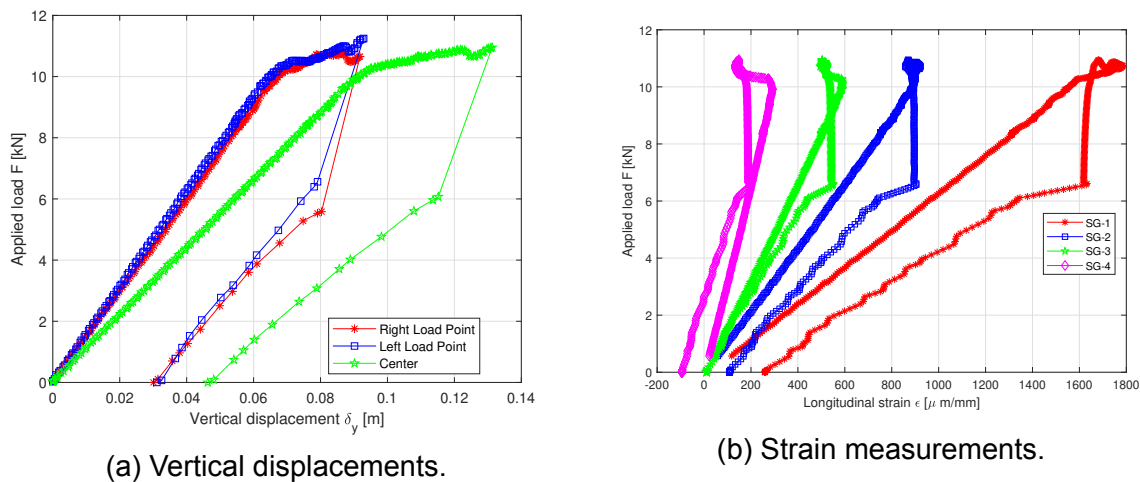 12
10
8
6
4
2
0
Applied load F [kN]
0 0.02 0.04 0.06 0.08 0.1 0.12 0.14
Vertical displacement δy [m]
Right Load Point
Left Load Point
Center
(a) Vertical displacements.
12
10
8
6
4
2
0
Applied load F [kN]
-200 0 200 400 600 800 1000 1200 1400 1600 1800
Longitudinal strain ϵ [μ m/mm]
SG-1
SG-2
SG-3
SG-4
(b) Strain measurements.